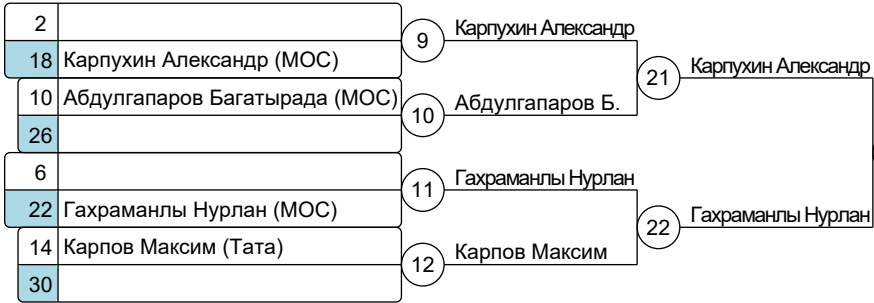 2
9
Карпухин Александр
18 Карпухин Александр (МОС)
21
Карпухин Александр
10 Абдулгапаров Багатырада (МОС)
10
Абдулгапаров Б.
26
6
11
Гахраманлы Нурлан
22 Гахраманлы Нурлан (МОС)
22
Гахраманлы Нурлан
14 Карпов Максим (Тата)
12
Карпов Максим
30